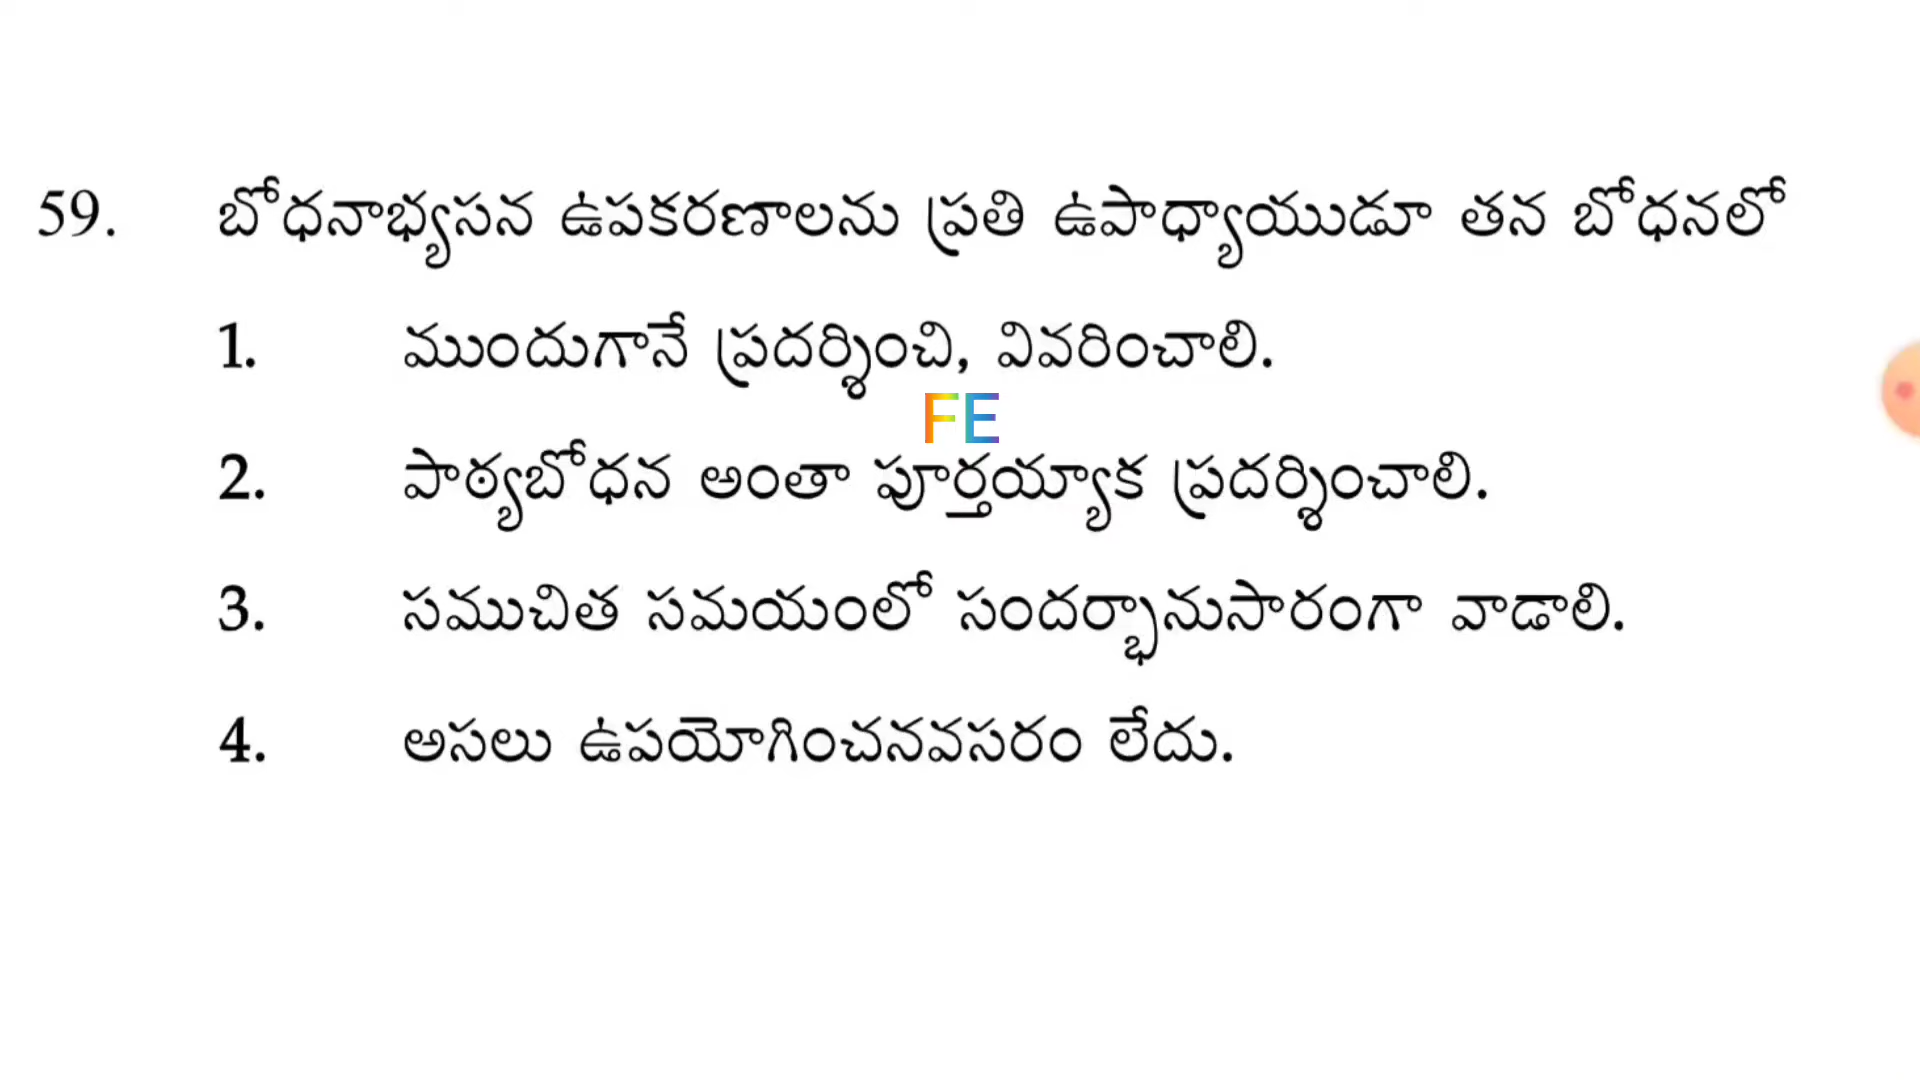 59. బోధనాభ్యసన ఉపకరణాలను ప్రతి ఉపాధ్యాయుడూ తన బోధనలో
1. ముందుగానే ప్రదర్శించి, వివరించాలి.
FE
2. పాఠ్యబోధన అంతా పూర్తయ్యాక ప్రదర్శించాలి.
3. సముచిత సమయంలో సందర్భానుసారంగా వాడాలి.
4. అసలు ఉపయోగించనవసరం లేదు.